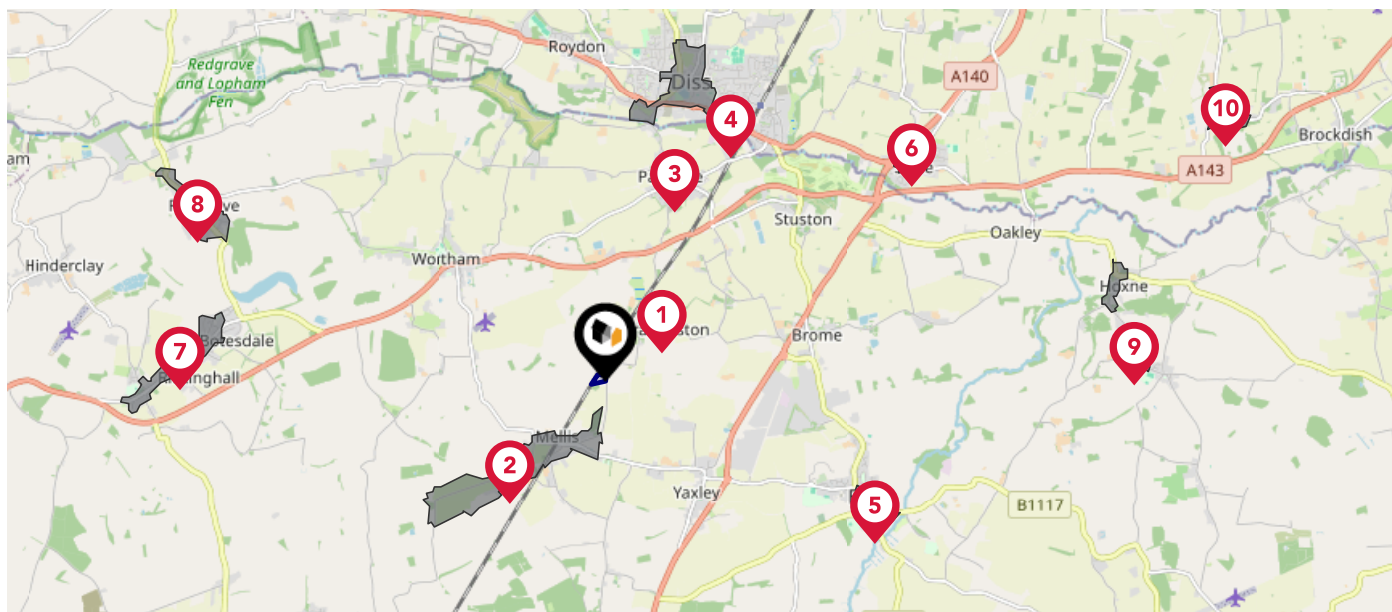 Roydon
Redgrave
and Lopham
Fen
A140
Diss
10
4
Brockdish
6
am
A143
3
8
Stuston
Oakley
Wortham
Hinderclay
Hoxne
1
Brome
Botesdale
7
9
Mellis
2
Yaxley
5
B1117